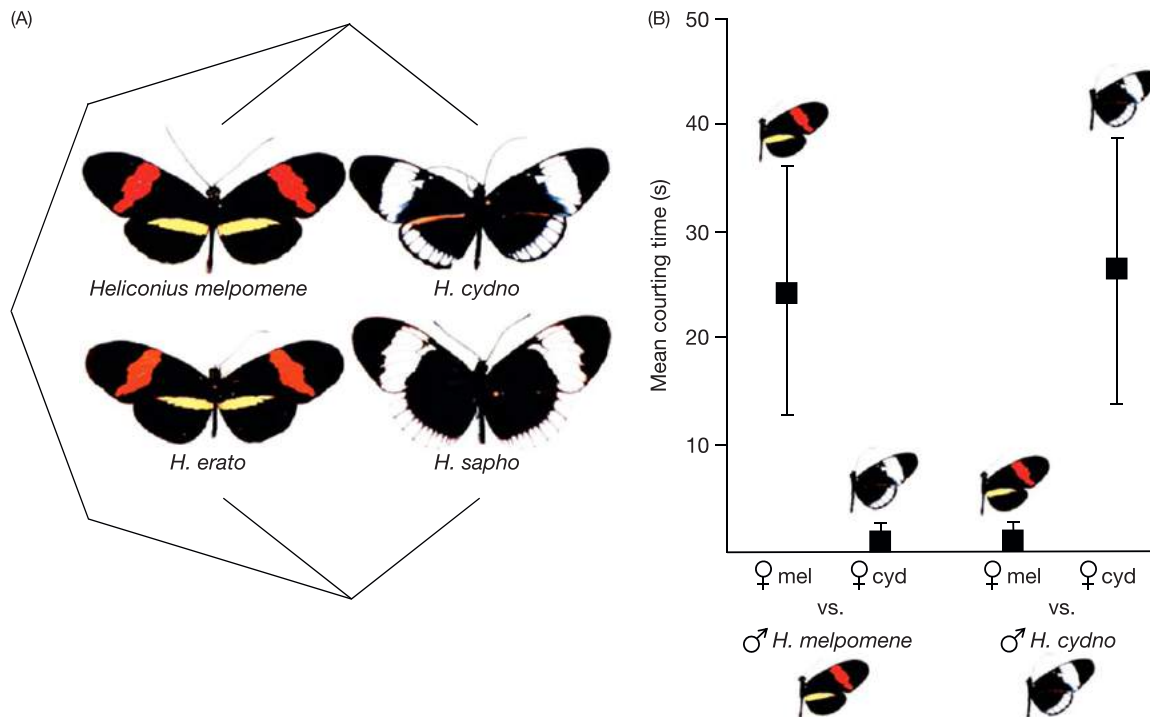 (A)
Heliconius melpomene
H. cydno
H. erato
H. sapho
(B)
Mean courting time (s)
50
40
30
20
10
♀ mel
♀ cyd
♀ mel
♀ cyd
vs.
vs.
♂ H. melpomene
♂ H. cydno